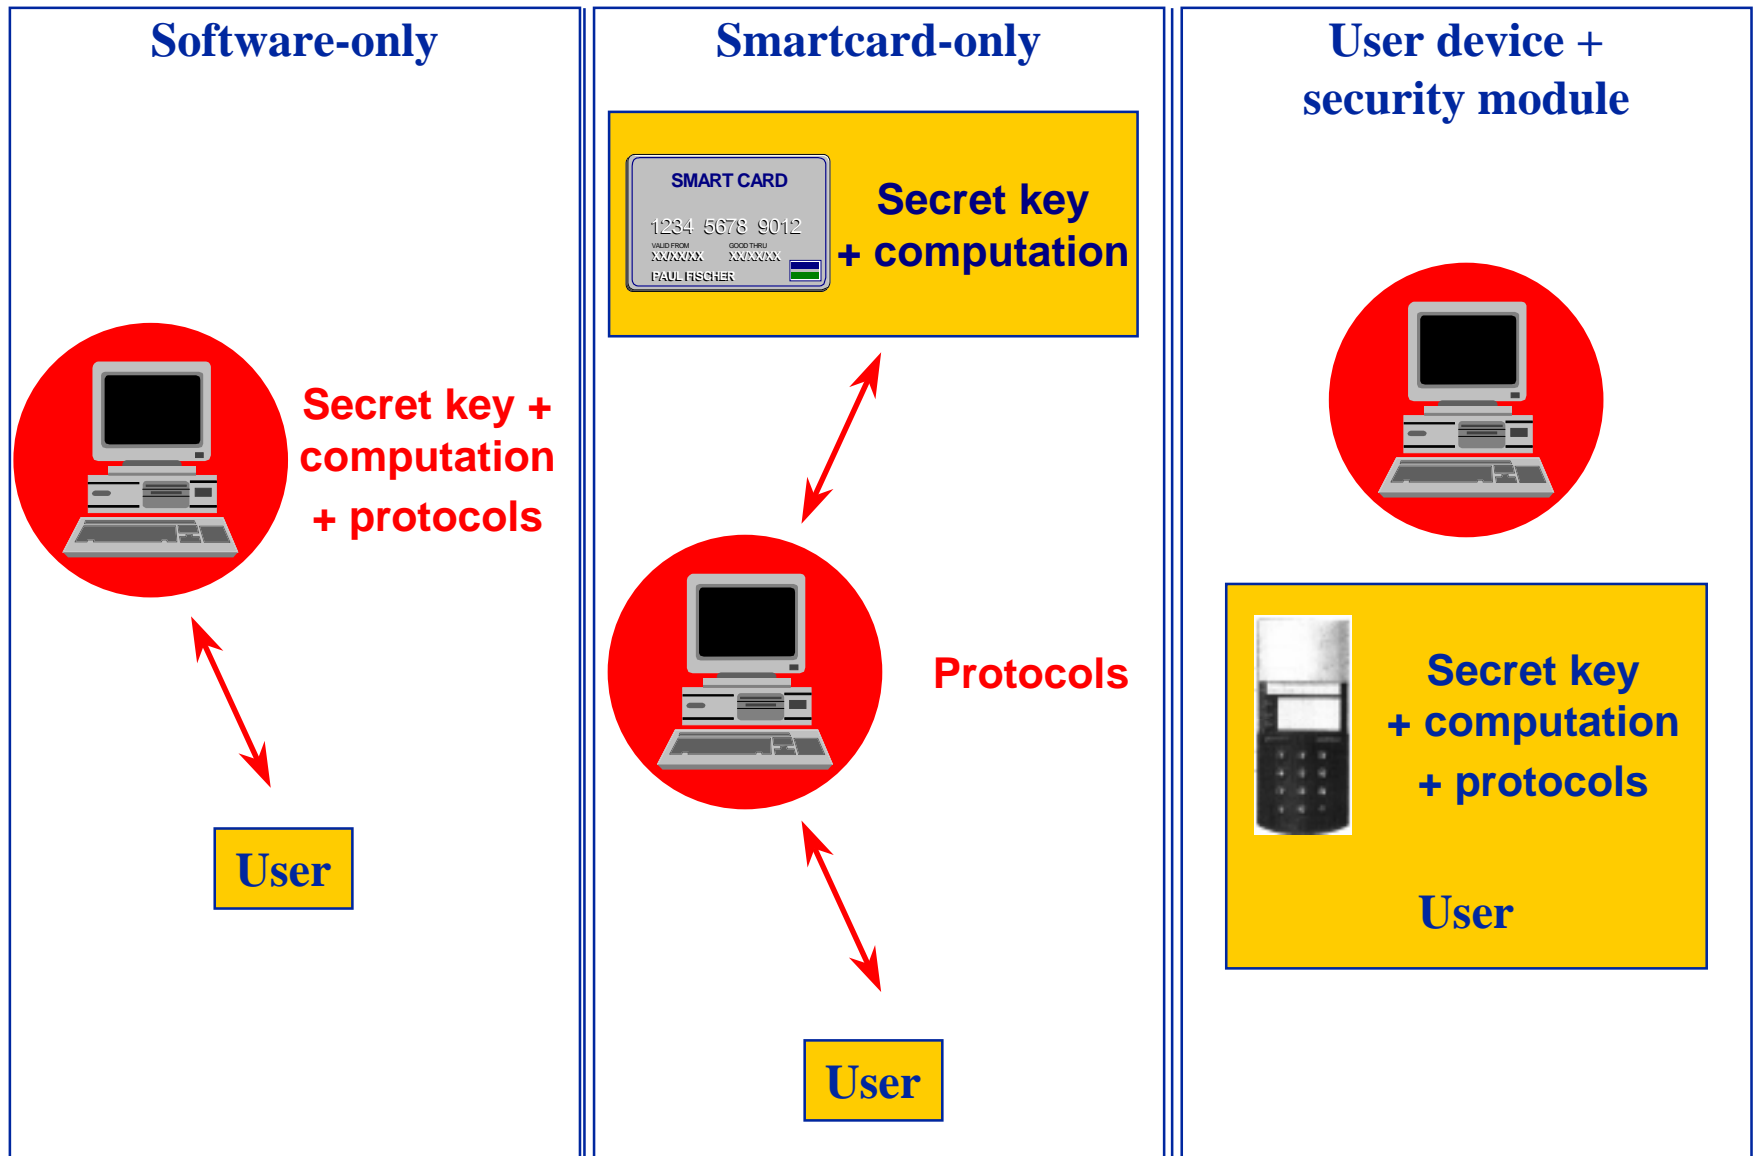 Software-only
Secret key +
computation
+ protocols
User
Smartcard-only
SMART CARD
1234 5678 9012
VALID FROM GOOD THRU
XX/XX/XX XX/XX/XX
PAUL FISCHER
Secret key
+ computation
Protocols
User
User device +
security module
Secret key
+ computation
+ protocols
User